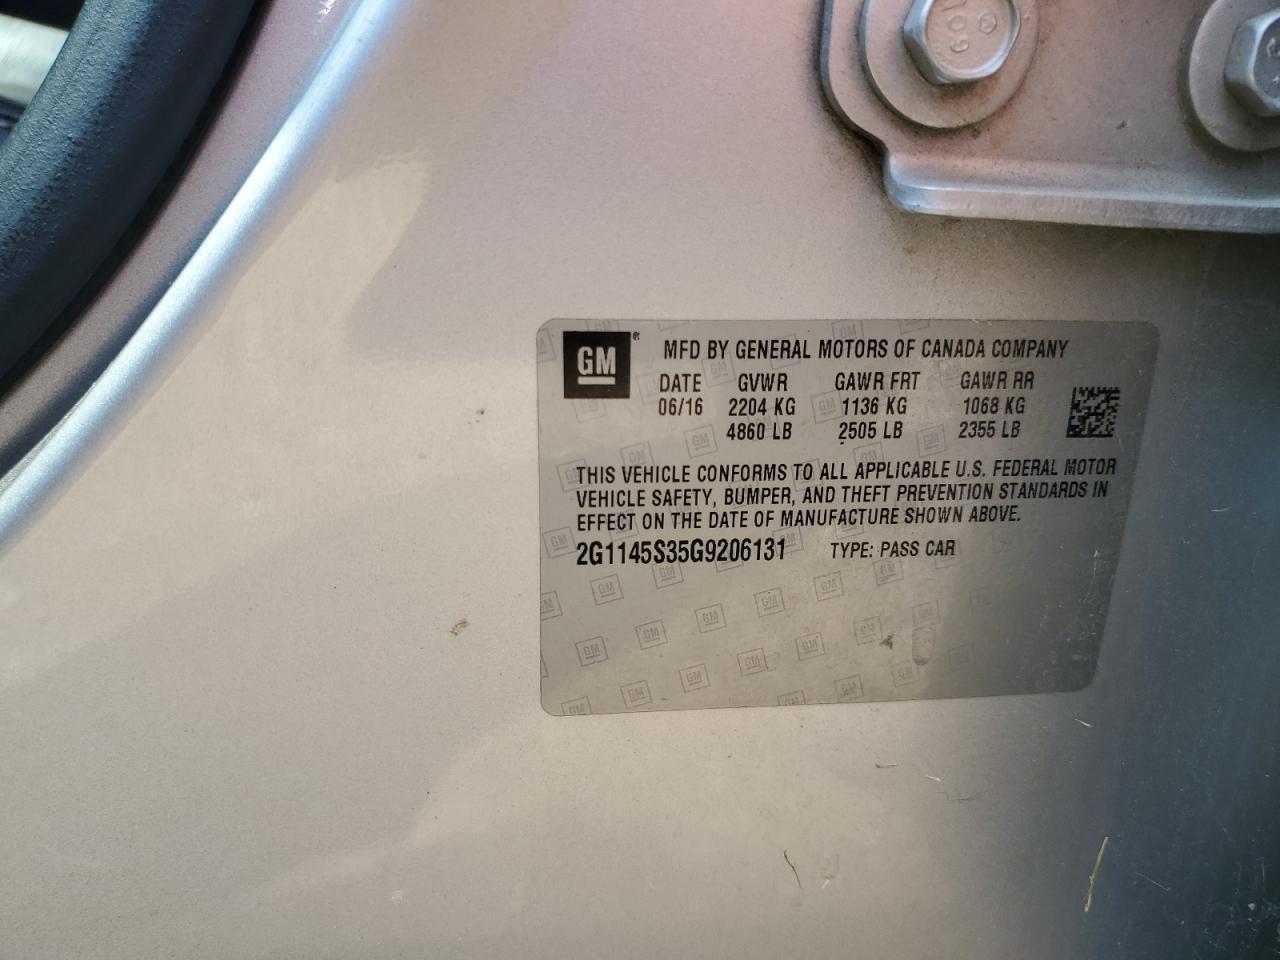 GM
MFD BY GENERAL MOTORS OF CANADA COMPANY
DATE GVWR GAWR FRT GAWR RR
06/16 2204 KG 1136 KG 1068 KG
4860 LB 2505 LB 2355 LB
THIS VEHICLE CONFORMS TO ALL APPLICABLE U.S. FEDERAL MOTOR
VEHICLE SAFETY, BUMPER, AND THEFT PREVENTION STANDARDS IN
EFFECT ON THE DATE OF MANUFACTURE SHOWN ABOVE.
2G1145S35G9206131 TYPE: PASS CAR